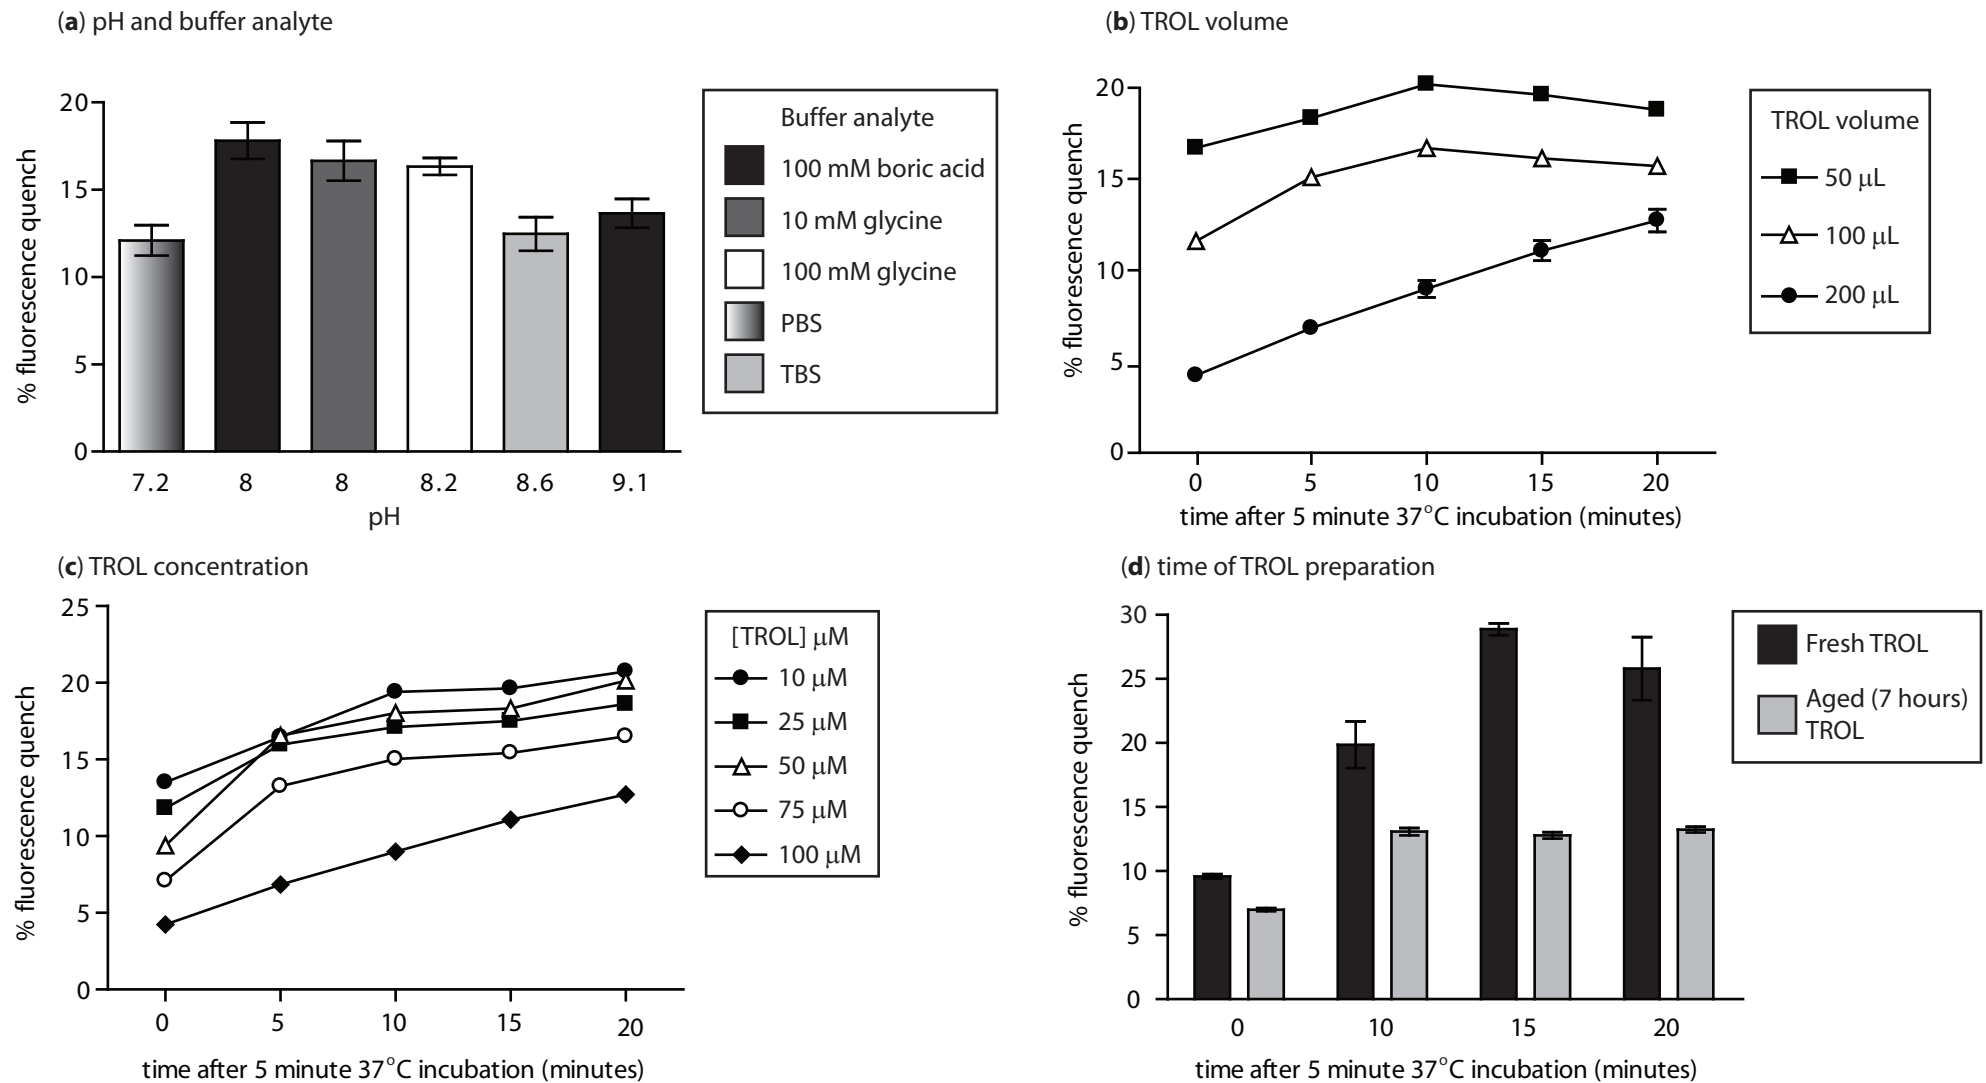 (a) pH and buffer analyte
% fluorescence quench
20
15
10
5
0
7.2 8 8 8.2 8.6 9.1
pH
Buffer analyte
100 mM boric acid
10 mM glycine
100 mM glycine
PBS
TBS
(b) TROL volume
% fluorescence quench
20
15
10
5
0
0 5 10 15 20
time after 5 minute 37°C incubation (minutes)
TROL volume
50 μL
100 μL
200 μL
(c) TROL concentration
% fluorescence quench
25
20
15
10
5
0
0 5 10 15 20
time after 5 minute 37°C incubation (minutes)
[TROL] μM
10 μM
25 μM
50 μM
75 μM
100 μM
(d) time of TROL preparation
% fluorescence quench
30
25
20
15
10
5
0
0 10 15 20
time after 5 minute 37°C incubation (minutes)
Fresh TROL
Aged (7 hours)
TROL